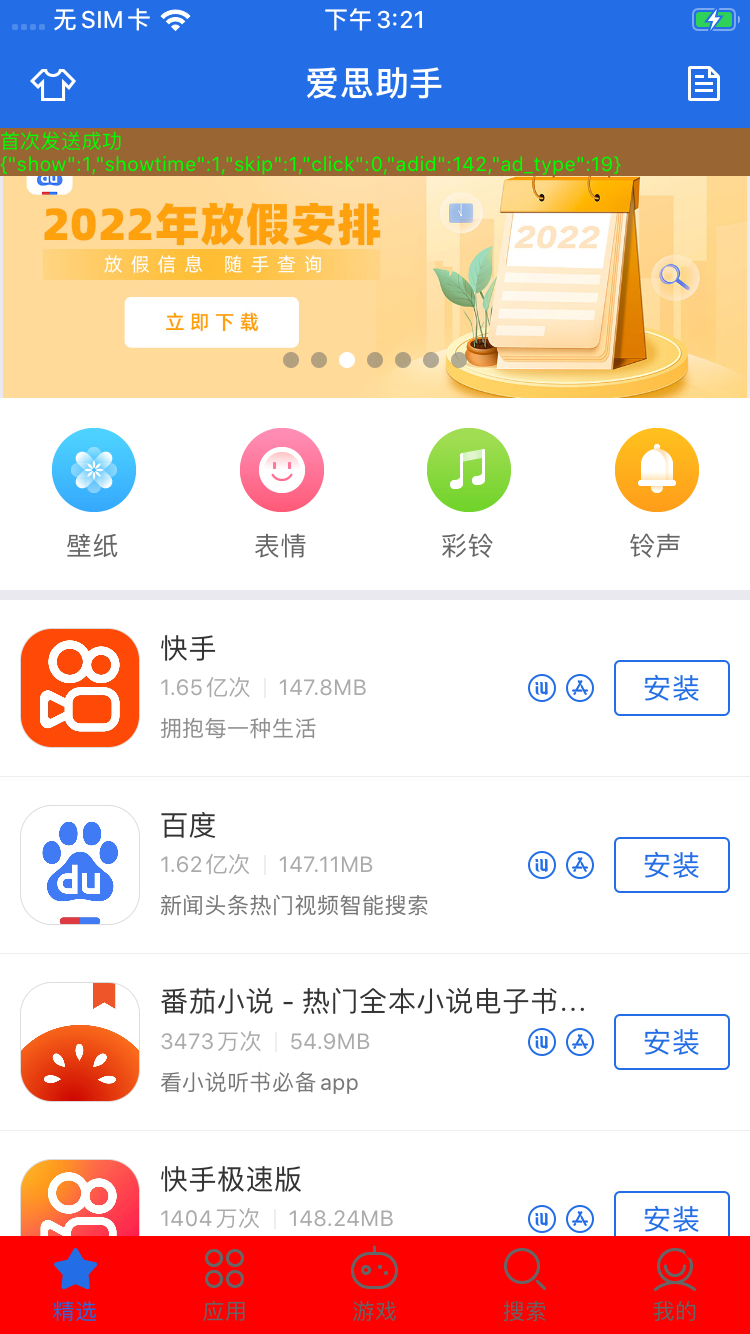 无SIM卡 下午3:21
爱思助手
首次发送成功
{"show":1,"showtime":1,"skip":1,"click":0,"adid":142,"ad_type":19}
du
2022年放假安排
放假信息 随手查询
立即下载
2022
壁纸 表情 彩铃 铃声
快手
1.65亿次 147.8MB
安装
拥抱每一种生活
百度
1.62亿次 147.11MB
安装
新闻头条热门视频智能搜索
du
番茄小说 - 热门全本小说电子书...
3473万次 54.9MB
安装
看小说听书必备app
快手极速版
1404万次 148.24MB
安装
精选 应用 游戏 搜索 我的